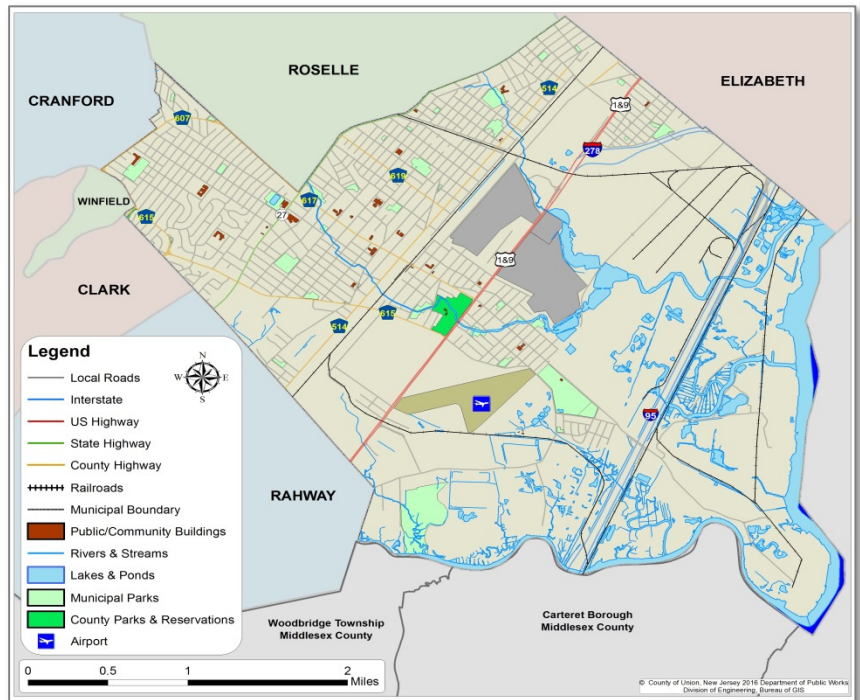 ROSELLE
ELIZABETH
CRANFORD
514
1&9
607
278
619
WINFIELD
617
27
615
1&9
CLARK
615
514
95
Legend
N
W E
S
Local Roads
Interstate
US Highway
State Highway
County Highway
Railroads
Municipal Boundary
Public/Community Buildings
Rivers & Streams
Lakes & Ponds
Municipal Parks
County Parks & Reservations
Airport
RAHWAY
Woodbridge Township
Middlesex County
Carteret Borough
Middlesex County
0 0.5 1 2
Miles
© County of Union, New Jersey 2016 Department of Public Works
Division of Engineering, Bureau of GIS